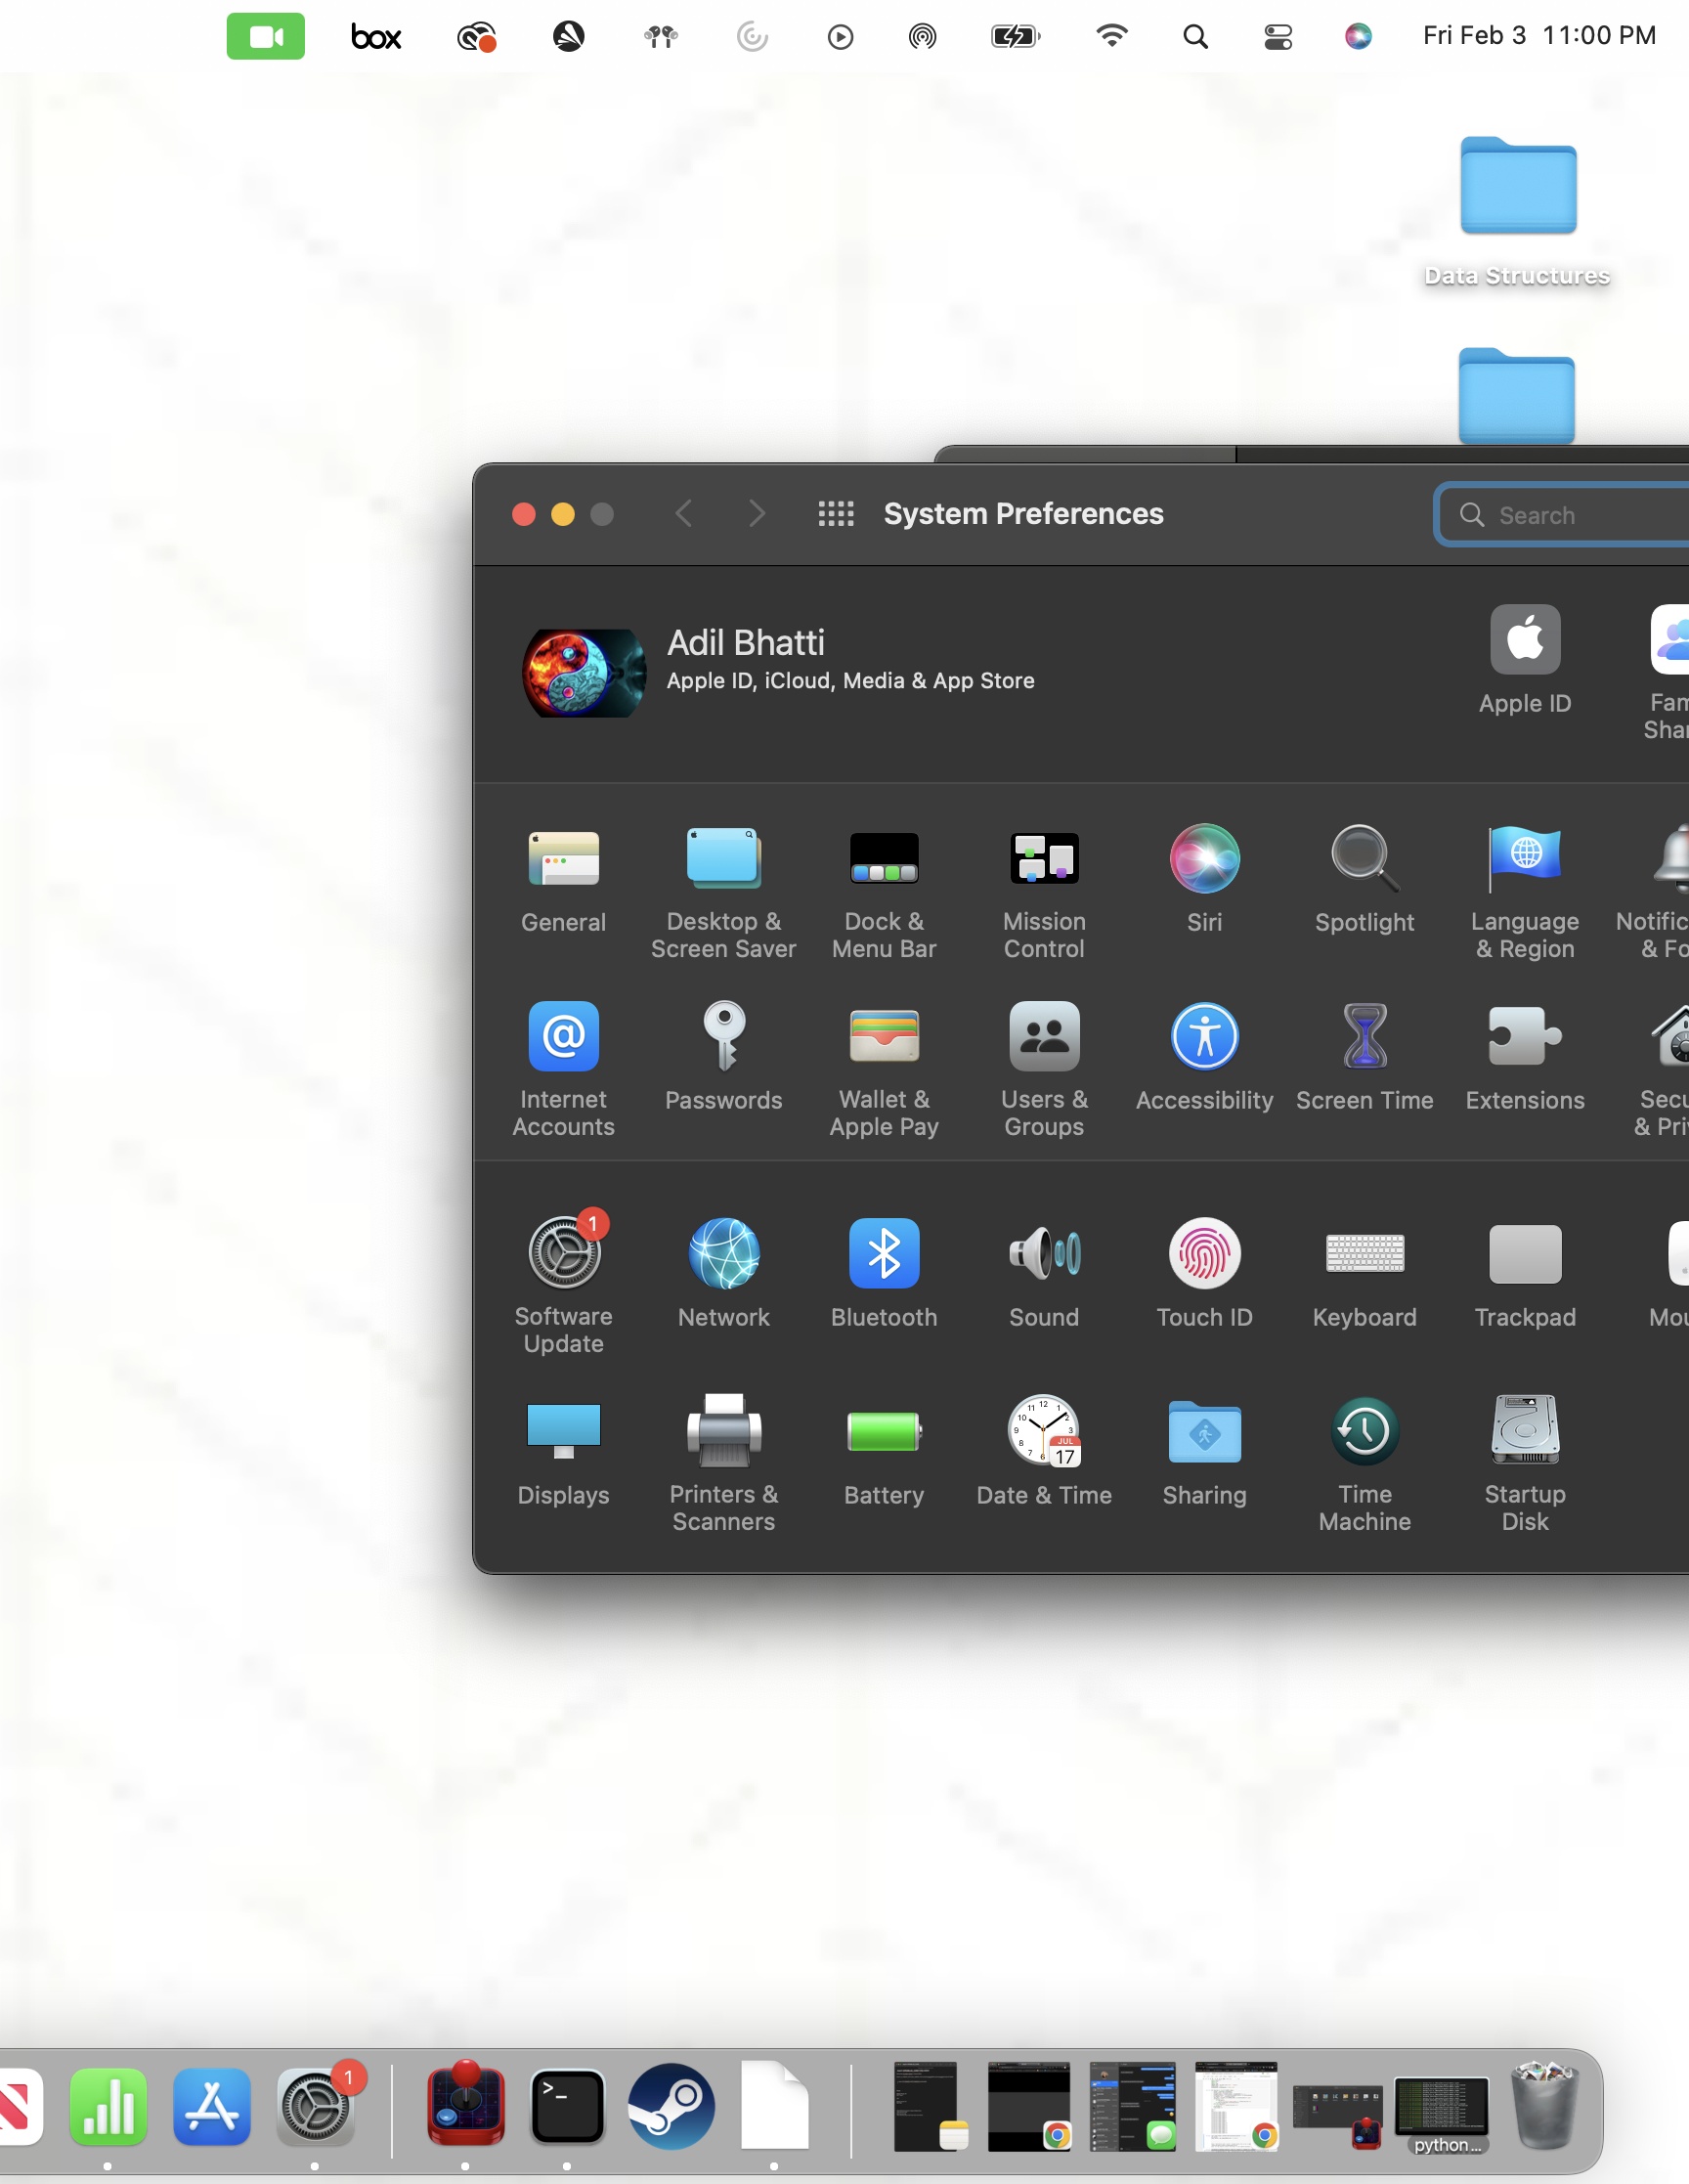 box
Fri Feb 3 11:00 PM
Data Structures
System Preferences
Search
Adil Bhatti
Apple ID, iCloud, Media & App Store
Apple ID
Fam
Shar
General
Desktop &
Screen Saver
Dock &
Menu Bar
Mission
Control
Siri
Spotlight
Language
& Region
Notific
& Fo
Internet
Accounts
Passwords
Wallet &
Apple Pay
Users &
Groups
Accessibility
Screen Time
Extensions
Secu
& Pri
1
Software
Update
Network
Bluetooth
Sound
Touch ID
Keyboard
Trackpad
Mou
Displays
Printers &
Scanners
Battery
JUL
17
Date & Time
Sharing
Time
Machine
Startup
Disk
1
python...